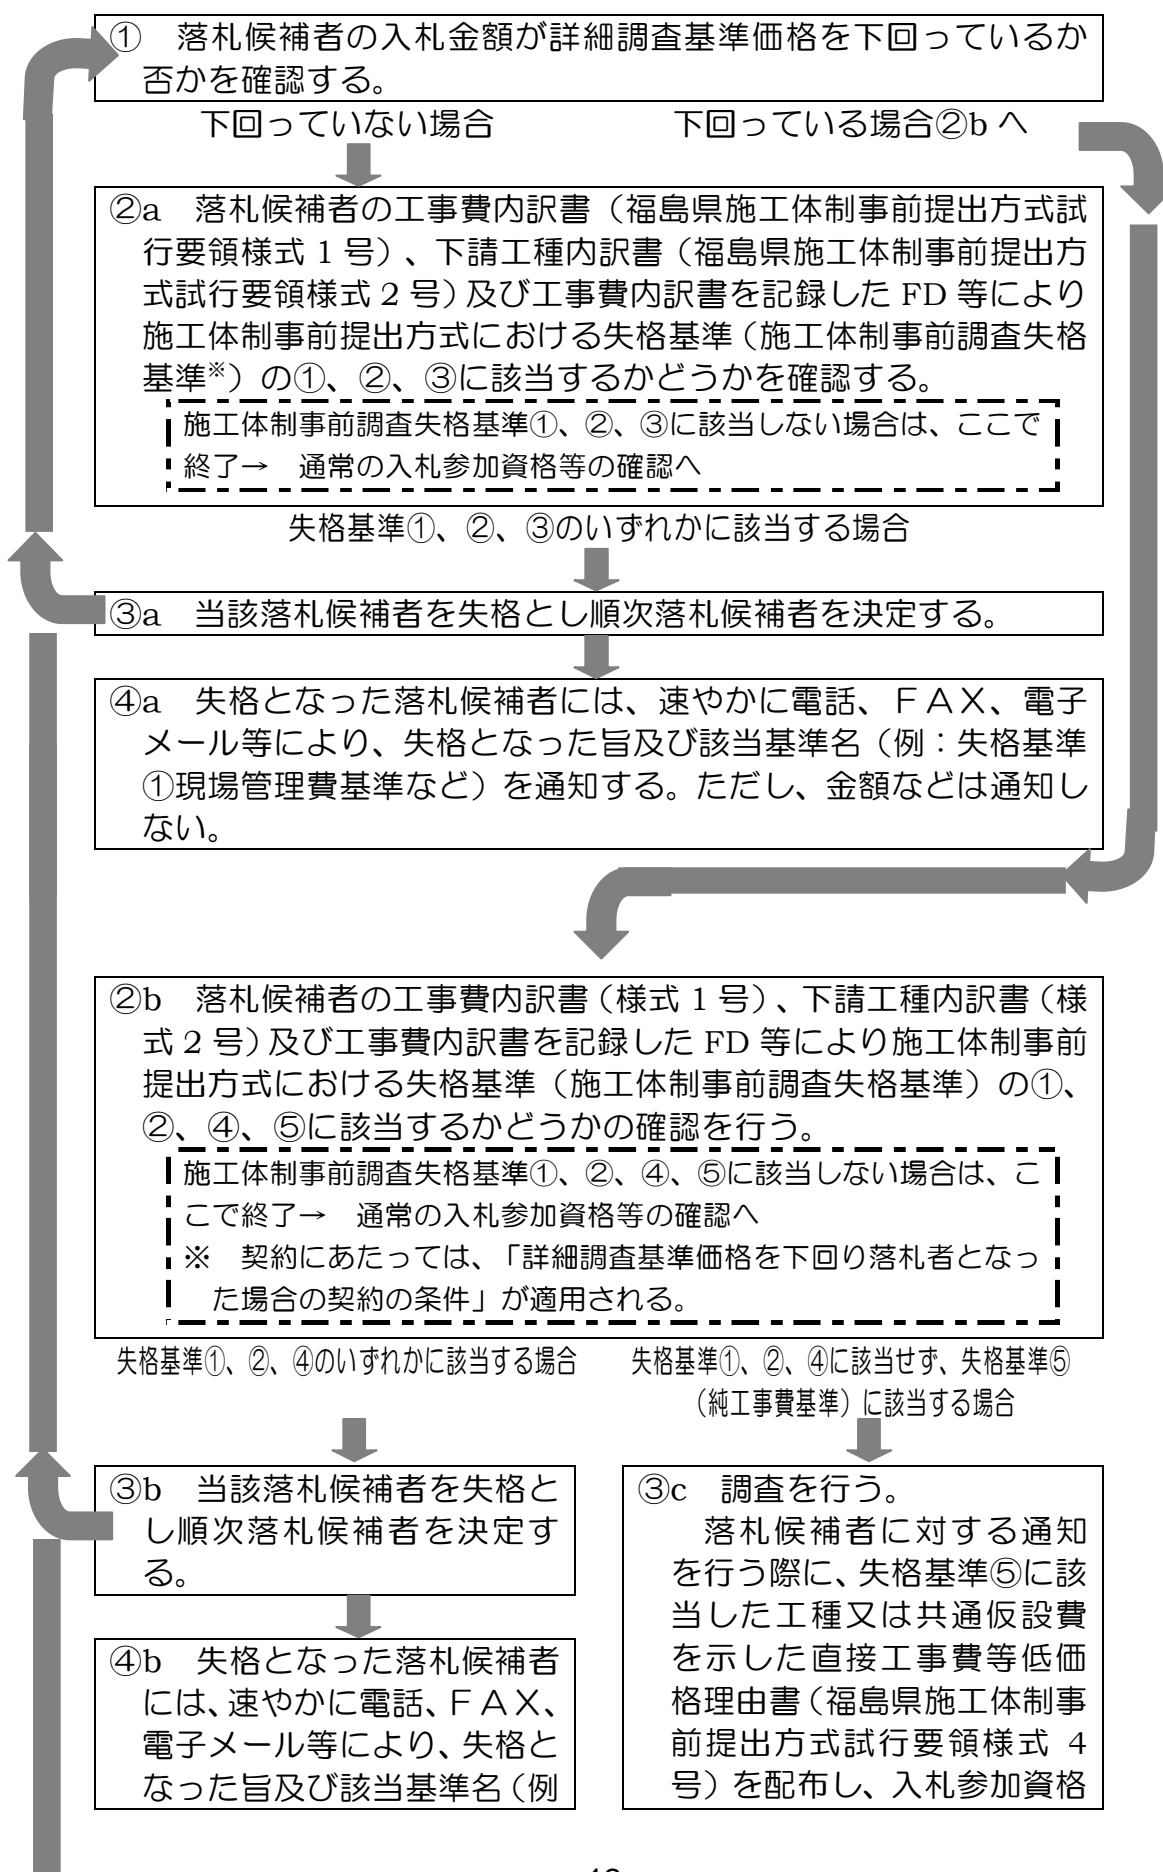 ①　落札候補者の入札金額が詳細調査基準価格を下回っているか
否かを確認する。
下回っていない場合
下回っている場合②b へ
②a　落札候補者の工事費内訳書（福島県施工体制事前提出方式試
行要領様式 1 号）、下請工種内訳書（福島県施工体制事前提出方
式試行要領様式 2 号）及び工事費内訳書を記録した FD 等により
施工体制事前提出方式における失格基準（施工体制事前調査失格
基準※）の①、②、③に該当するかどうかを確認する。
施工体制事前調査失格基準①、②、③に該当しない場合は、ここで
終了→　通常の入札参加資格等の確認へ
失格基準①、②、③のいずれかに該当する場合
③a　当該落札候補者を失格とし順次落札候補者を決定する。
④a　失格となった落札候補者には、速やかに電話、ＦＡＸ、電子
メール等により、失格となった旨及び該当基準名（例：失格基準
①現場管理費基準など）を通知する。ただし、金額などは通知し
ない。
②b　落札候補者の工事費内訳書（様式 1 号）、下請工種内訳書（様
式 2 号）及び工事費内訳書を記録した FD 等により施工体制事前
提出方式における失格基準（施工体制事前調査失格基準）の①、
②、④、⑤に該当するかどうかの確認を行う。
施工体制事前調査失格基準①、②、④、⑤に該当しない場合は、こ
こで終了→　通常の入札参加資格等の確認へ
※　契約にあたっては、「詳細調査基準価格を下回り落札者となっ
た場合の契約の条件」が適用される。
失格基準①、②、④のいずれかに該当する場合
失格基準①、②、④に該当せず、失格基準⑤
（純工事費基準）に該当する場合
③b　当該落札候補者を失格と
し順次落札候補者を決定す
る。
④b　失格となった落札候補者
には、速やかに電話、ＦＡＸ、
電子メール等により、失格と
なった旨及び該当基準名（例
③c　調査を行う。
落札候補者に対する通知
を行う際に、失格基準⑤に該
当した工種又は共通仮設費
を示した直接工事費等低価
格理由書（福島県施工体制事
前提出方式試行要領様式 4
号）を配布し、入札参加資格